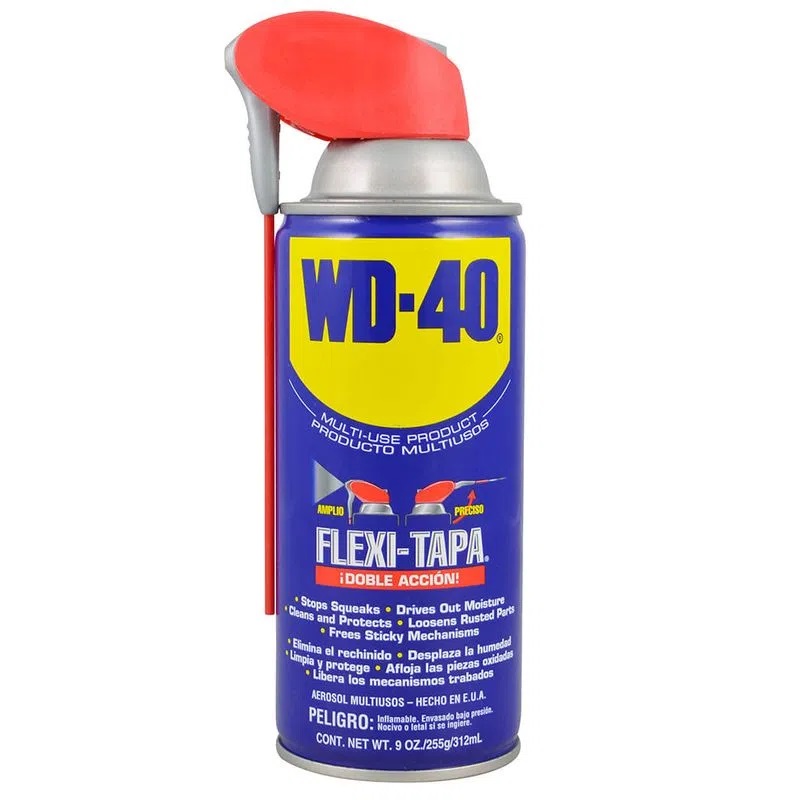 WD-40®
MULTI-USE PRODUCT
PRODUCTO MULTIUSOS
AMPLIO
PRECISO
FLEXI-TAPA®
¡DOBLE ACCIÓN!
• Stops Squeaks • Drives Out Moisture
• Cleans and Protects • Loosens Rusted Parts
• Frees Sticky Mechanisms
• Elimina el rechinido • Desplaza la humedad
• Limpia y protege • Afloja las piezas oxidadas
• Libera los mecanismos trabados
AEROSOL MULTIUSOS – HECHO EN E.U.A.
PELIGRO: Inflamable. Envasado bajo presión.
Nocivo o letal si se ingiere.
CONT. NET WT. 9 OZ./255g/312mL